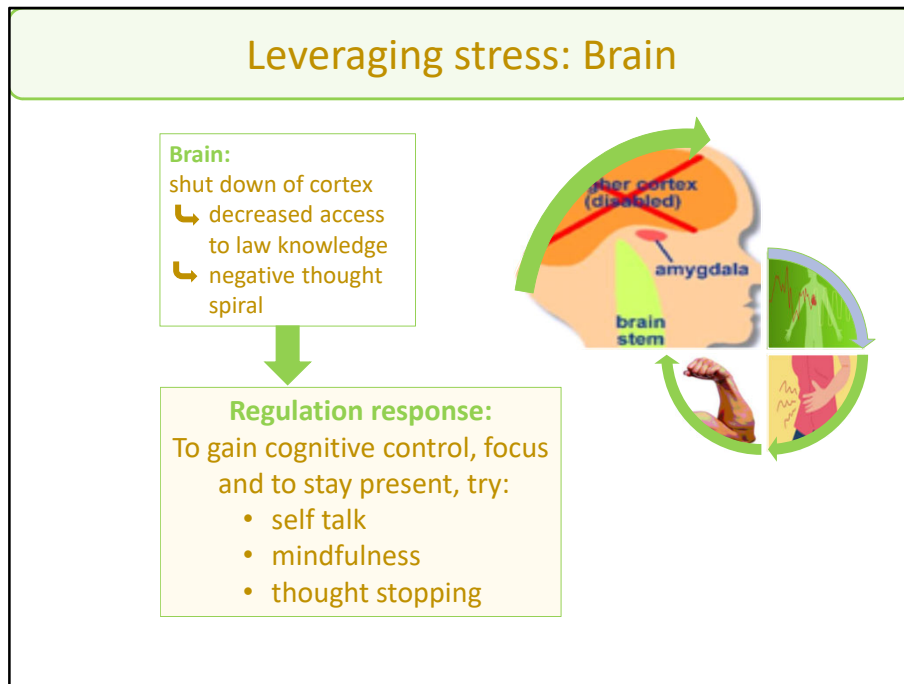 Leveraging stress: Brain
Brain:
shut down of cortex
decreased access
to law knowledge
negative thought
spiral
gher cortex
(disabled)
amygdala
brain
stem
Regulation response:
To gain cognitive control, focus
and to stay present, try:
• self talk
• mindfulness
• thought stopping